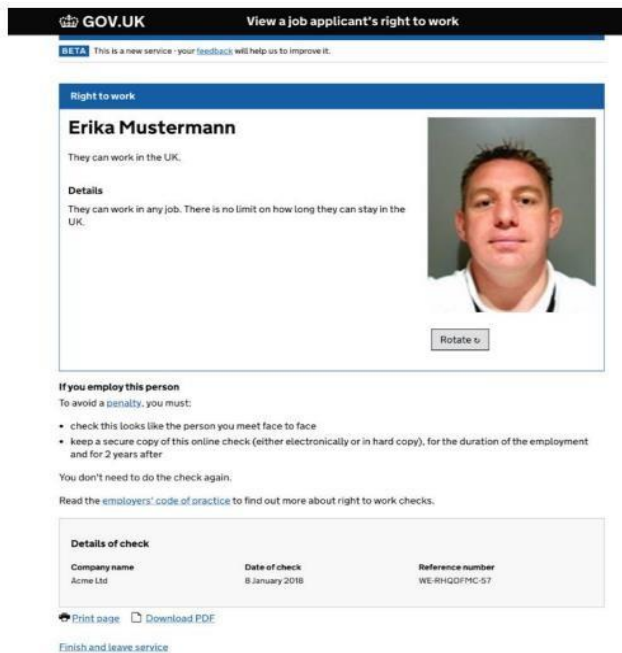 GOV.UK View a job applicant's right to work
BETA This is a new service - your feedback will help us to improve it.
Right to work
Erika Mustermann
They can work in the UK.
Details
They can work in any job. There is no limit on how long they can stay in the
UK.
Rotate ↻
If you employ this person
To avoid a penalty, you must:
• check this looks like the person you meet face to face
• keep a secure copy of this online check (either electronically or in hard copy), for the duration of the employment
and for 2 years after
You don't need to do the check again.
Read the employers' code of practice to find out more about right to work checks.
Details of check
Company name Date of check Reference number
Acme Ltd 8 January 2018 WE-RHQDFMC-57
Print page Download PDF
Finish and leave service